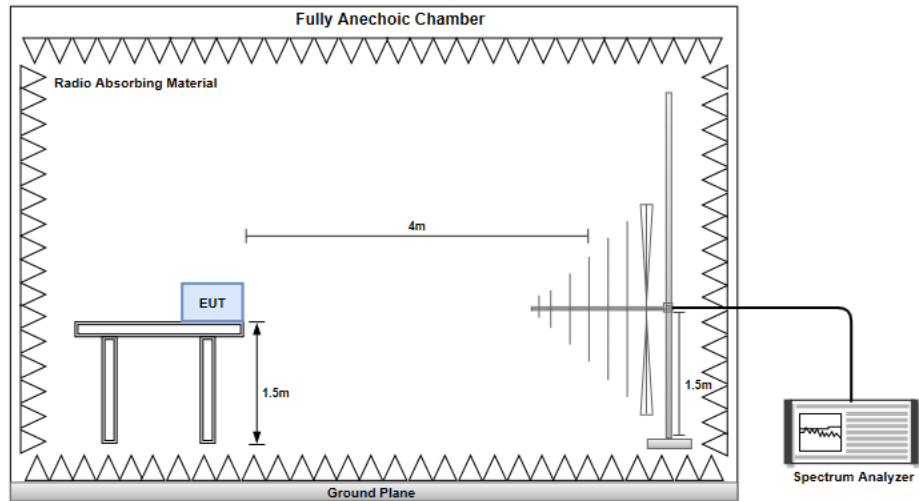 Fully Anechoic Chamber
Radio Absorbing Material
4m
EUT
1.5m
1.5m
Spectrum Analyzer
Ground Plane